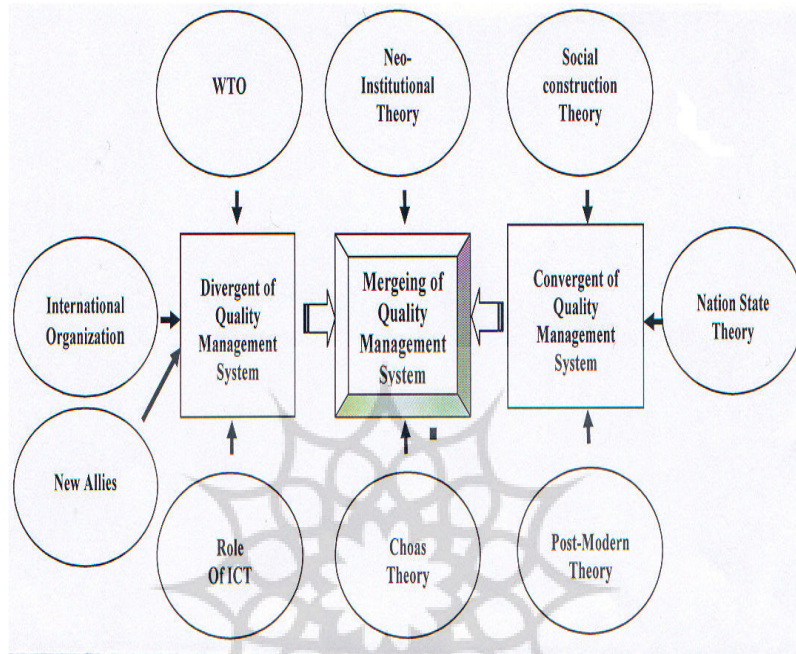 WTO
Neo-
Institutional
Theory
Social
construction
Theory
International
Organization
Divergent of
Quality
Management
System
Mergeing of
Quality
Management
System
Convergent of
Quality
Management
System
Nation State
Theory
New Allies
Role
Of ICT
Choas
Theory
Post-Modern
Theory